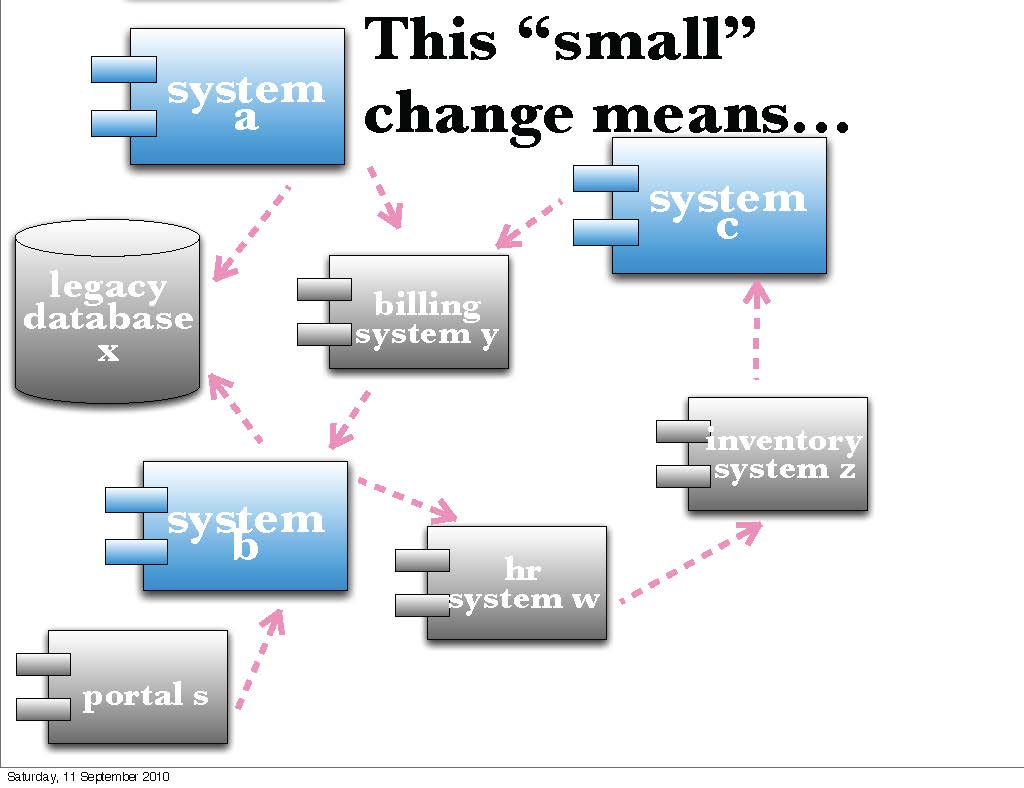 This “small”
change means...
system
a
system
c
legacy
database
x
billing
system y
inventory
system z
system
b
hr
system w
portal s
Saturday, 11 September 2010